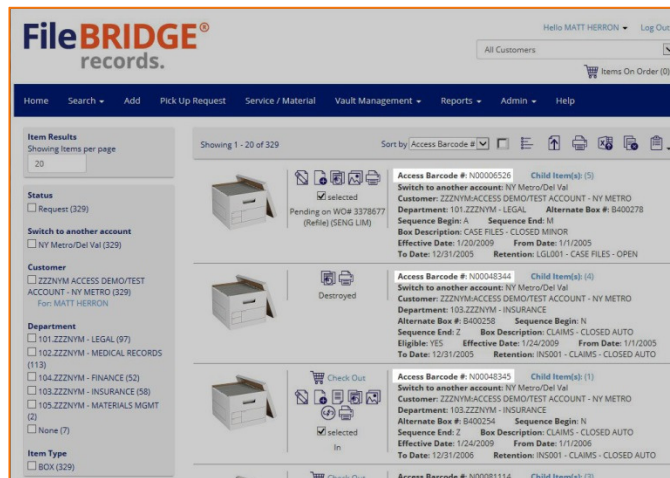 FileBRIDGE®
records.
Hello MATT HERRON Log Out
All Customers
Items On Order (0)
Home Search Add Pick Up Request Service / Material Vault Management Reports Admin Help
Item Results
Showing Items per page
20
Status
Request (329)
Switch to another account
NY Metro/Del Val (329)
Customer
ZZZNYM ACCESS DEMO/TEST
ACCOUNT - NY METRO (329)
For: MATT HERRON
Department
101.ZZZNYM - LEGAL (97)
102.ZZZNYM - MEDICAL RECORDS
(113)
104.ZZZNYM - FINANCE (52)
103.ZZZNYM - INSURANCE (58)
105.ZZZNYM - MATERIALS MGMT
(2)
None (7)
Item Type
BOX (329)
Showing 1 - 20 of 329 Sort by Access Barcode #
selected
Pending on WO# 3378677
(Refile) (SENG LIM)
Access Barcode #: N00006526 Child Item(s): (5)
Switch to another account: NY Metro/Del Val
Customer: ZZZNYM:ACCESS DEMO/TEST ACCOUNT - NY METRO
Department: 101.ZZZNYM - LEGAL Alternate Box #: B400278
Sequence Begin: A Sequence End: M
Box Description: CASE FILES - CLOSED MINOR
Effective Date: 1/20/2009 From Date: 1/1/2005
To Date: 12/31/2005 Retention: LGL001 - CASE FILES - OPEN
Destroyed
Access Barcode #: N00048344 Child Item(s): (4)
Switch to another account: NY Metro/Del Val
Customer: ZZZNYM:ACCESS DEMO/TEST ACCOUNT - NY METRO
Department: 103.ZZZNYM - INSURANCE
Alternate Box #: B400258 Sequence Begin: N
Sequence End: Z Box Description: CLAIMS - CLOSED AUTO
Eligible: YES Effective Date: 1/24/2009 From Date: 1/1/2005
To Date: 12/31/2005 Retention: INS001 - CLAIMS - CLOSED AUTO
Check Out
selected
In
Access Barcode #: N00048345 Child Item(s): (1)
Switch to another account: NY Metro/Del Val
Customer: ZZZNYM:ACCESS DEMO/TEST ACCOUNT - NY METRO
Department: 103.ZZZNYM - INSURANCE
Alternate Box #: B400254 Sequence Begin: N
Sequence End: Z Box Description: CLAIMS - CLOSED AUTO
Effective Date: 1/24/2009 From Date: 1/1/2006
To Date: 12/31/2006 Retention: INS001 - CLAIMS - CLOSED AUTO
Check Out
Access Barcode #: N00081114 Child Item(s): (3)